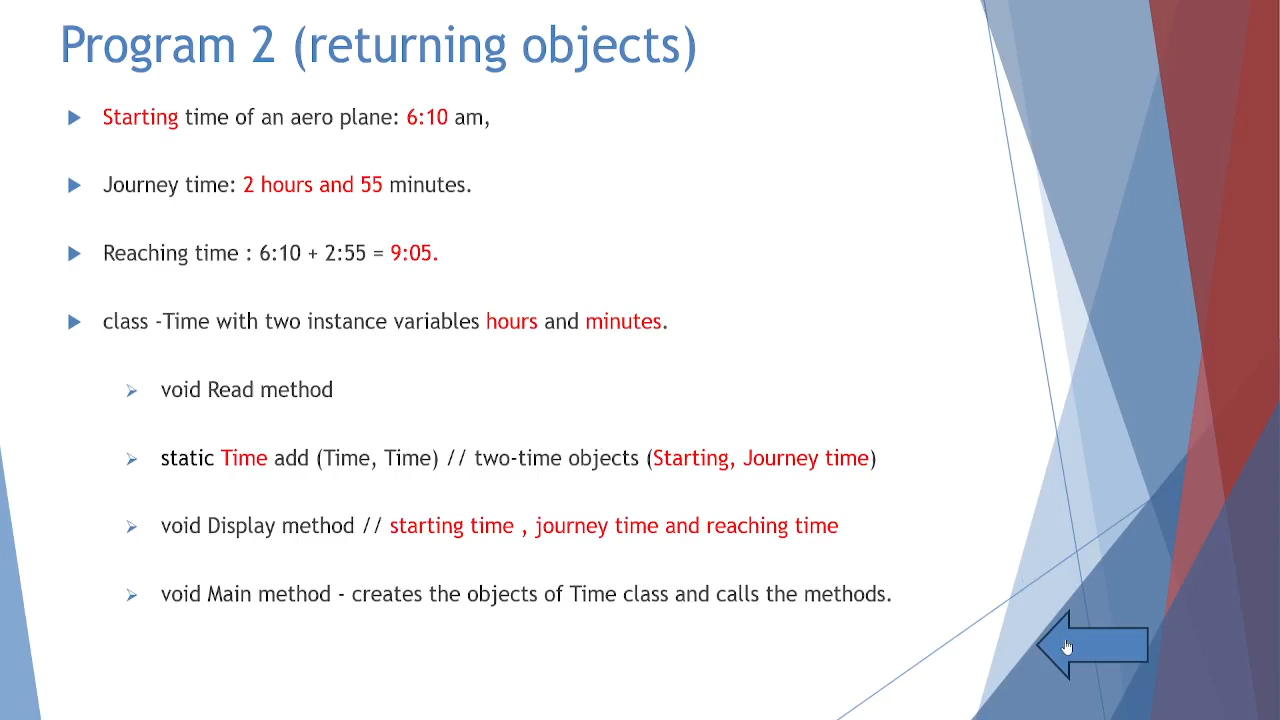 Program 2 (returning objects)
Starting time of an aero plane: 6:10 am,
Journey time: 2 hours and 55 minutes.
Reaching time : 6:10 + 2:55 = 9:05.
class -Time with two instance variables hours and minutes.
void Read method
static Time add (Time, Time) // two-time objects (Starting, Journey time)
void Display method // starting time , journey time and reaching time
void Main method - creates the objects of Time class and calls the methods.